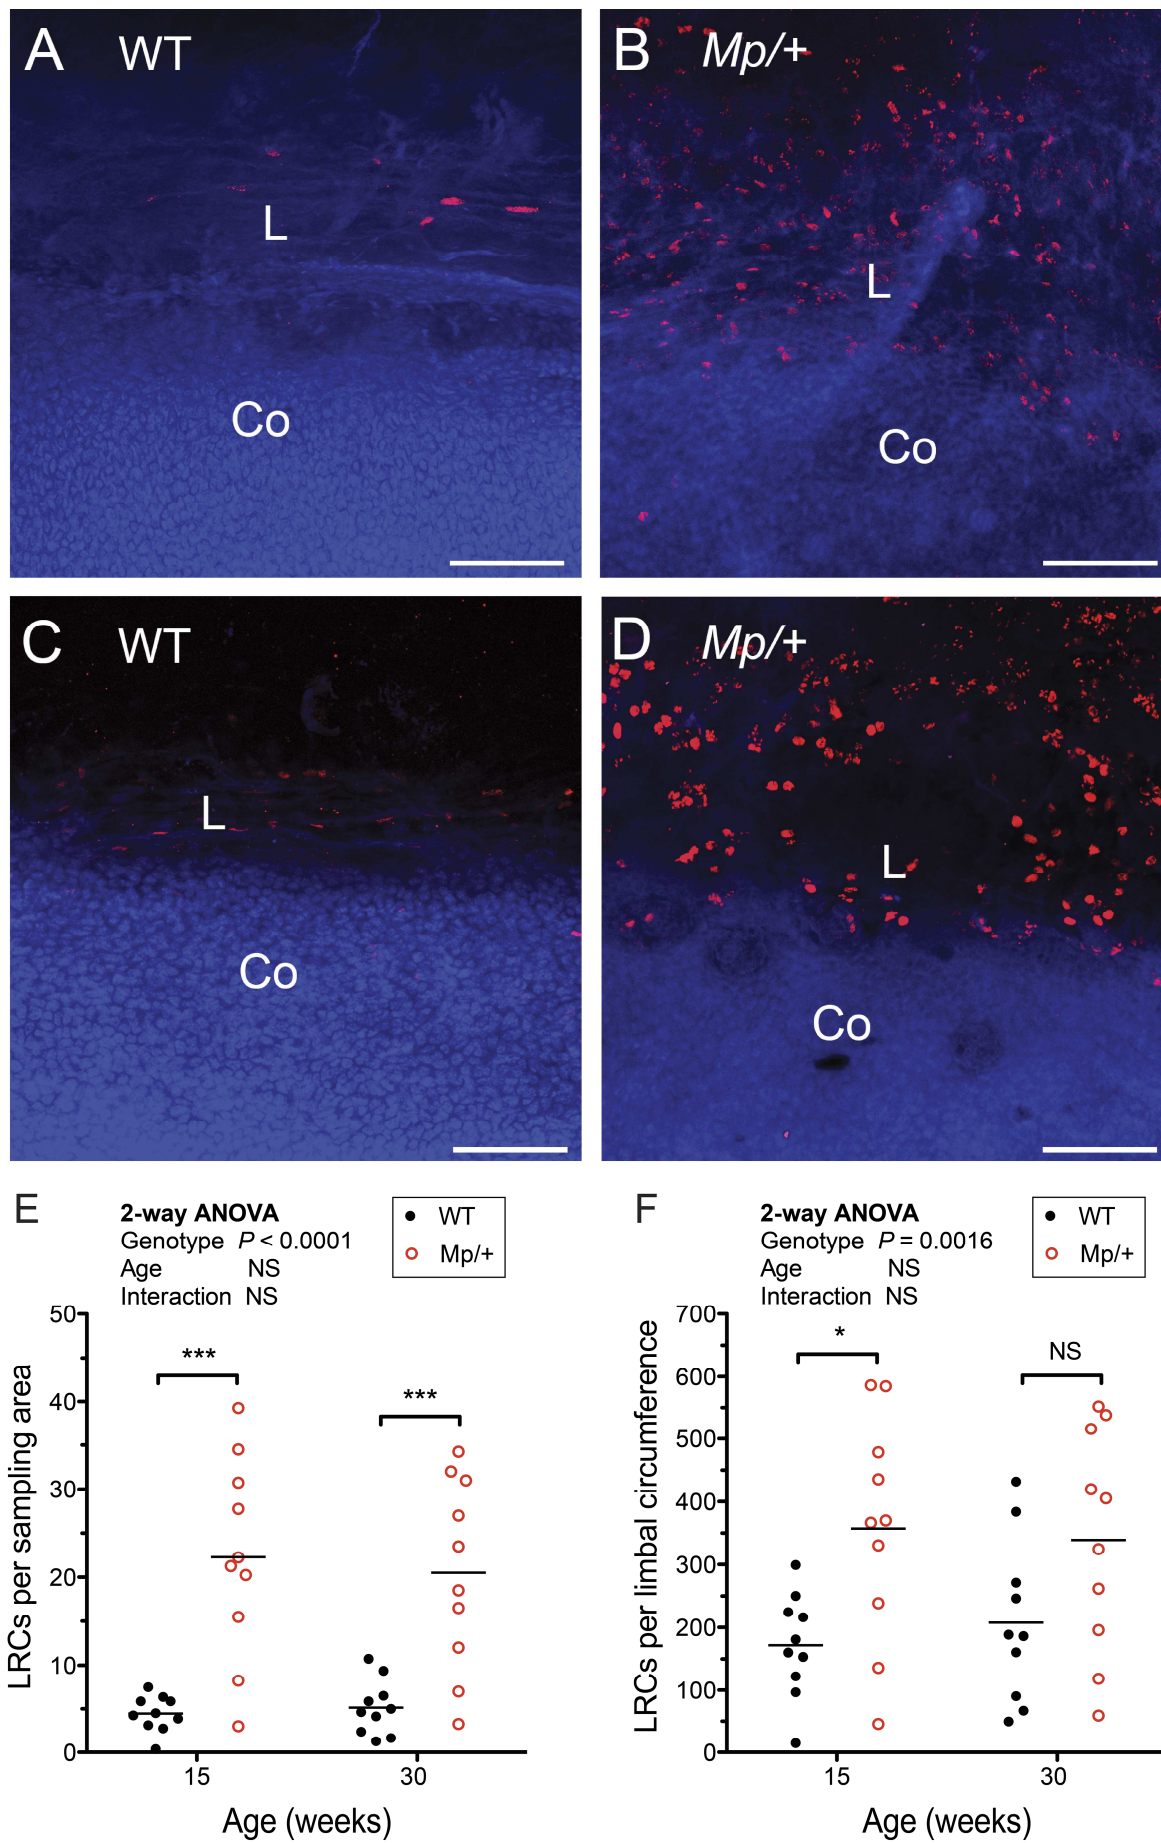 A WT
L
Co
B Mp/+
L
Co
C WT
L
Co
D Mp/+
L
Co
E
2-way ANOVA
Genotype P < 0.0001
Age NS
Interaction NS
WT
Mp/+
LRCs per sampling area
50
40
30
20
10
0
***
***
15 30
Age (weeks)
F
2-way ANOVA
Genotype P = 0.0016
Age NS
Interaction NS
WT
Mp/+
LRCs per limbal circumference
700
600
500
400
300
200
100
0
*
NS
15 30
Age (weeks)